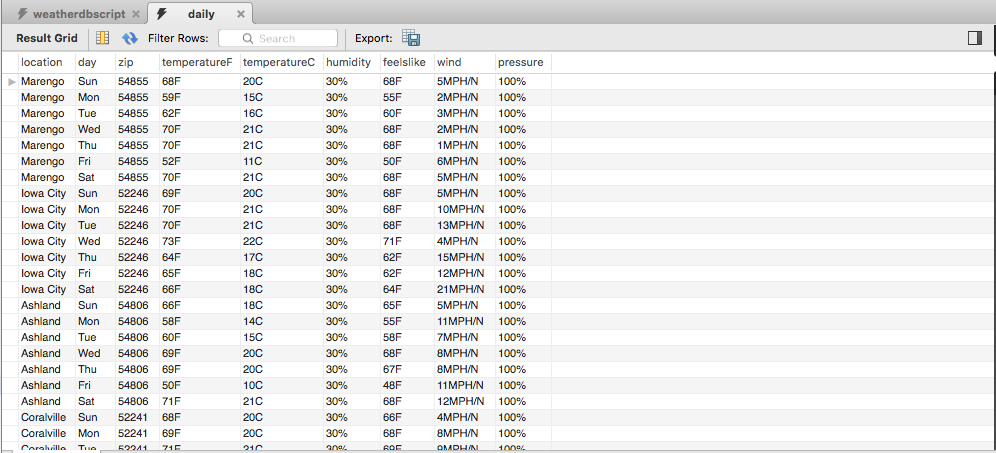 weatherdbscript daily
Result Grid Filter Rows: Search Export:
location day zip temperatureF temperatureC humidity feelslike wind pressure
Marengo Sun 54855 68F 20C 30% 68F 5MPH/N 100%
Marengo Mon 54855 59F 15C 30% 55F 2MPH/N 100%
Marengo Tue 54855 62F 16C 30% 60F 3MPH/N 100%
Marengo Wed 54855 70F 21C 30% 68F 2MPH/N 100%
Marengo Thu 54855 70F 21C 30% 68F 1MPH/N 100%
Marengo Fri 54855 52F 11C 30% 50F 6MPH/N 100%
Marengo Sat 54855 70F 21C 30% 68F 5MPH/N 100%
Iowa City Sun 52246 69F 20C 30% 68F 5MPH/N 100%
Iowa City Mon 52246 70F 21C 30% 68F 10MPH/N 100%
Iowa City Tue 52246 70F 21C 30% 68F 13MPH/N 100%
Iowa City Wed 52246 73F 22C 30% 71F 4MPH/N 100%
Iowa City Thu 52246 64F 17C 30% 62F 15MPH/N 100%
Iowa City Fri 52246 65F 18C 30% 62F 12MPH/N 100%
Iowa City Sat 52246 66F 18C 30% 64F 21MPH/N 100%
Ashland Sun 54806 66F 18C 30% 65F 5MPH/N 100%
Ashland Mon 54806 58F 14C 30% 55F 11MPH/N 100%
Ashland Tue 54806 60F 15C 30% 58F 7MPH/N 100%
Ashland Wed 54806 69F 20C 30% 68F 8MPH/N 100%
Ashland Thu 54806 69F 20C 30% 67F 8MPH/N 100%
Ashland Fri 54806 50F 10C 30% 48F 11MPH/N 100%
Ashland Sat 54806 71F 21C 30% 68F 12MPH/N 100%
Coralville Sun 52241 68F 20C 30% 66F 4MPH/N 100%
Coralville Mon 52241 69F 20C 30% 68F 8MPH/N 100%
Coralville Tue 52241 71F 21C 30% 69F 9MPH/N 100%